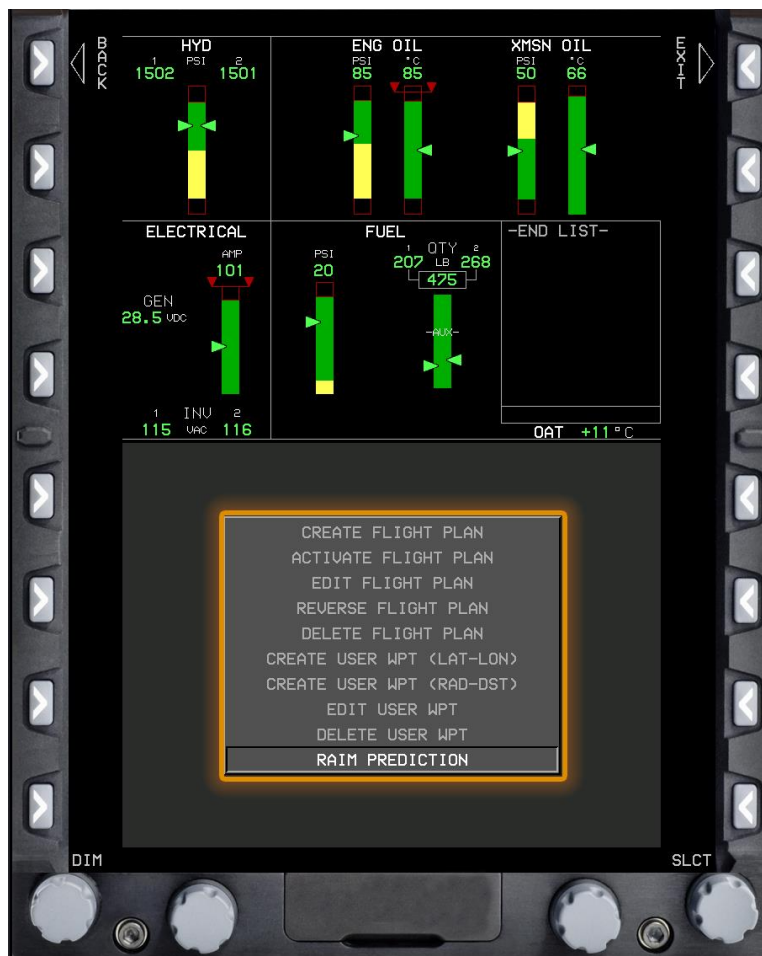 BACK
HYD
1 PSI 2
1502 1501
ENG OIL
PSI °C
85 85
XMSN OIL
PSI °C
50 66
EXIT
ELECTRICAL
AMP
101
GEN
28.5 VDC
1 INV 2
115 VAC 116
FUEL
PSI
20
1 QTY 2
207 LB 268
475
-AUX-
-END LIST-
OAT +11°C
CREATE FLIGHT PLAN
ACTIVATE FLIGHT PLAN
EDIT FLIGHT PLAN
REVERSE FLIGHT PLAN
DELETE FLIGHT PLAN
CREATE USER WPT (LAT-LON)
CREATE USER WPT (RAD-DST)
EDIT USER WPT
DELETE USER WPT
RAIM PREDICTION
DIM
SLCT